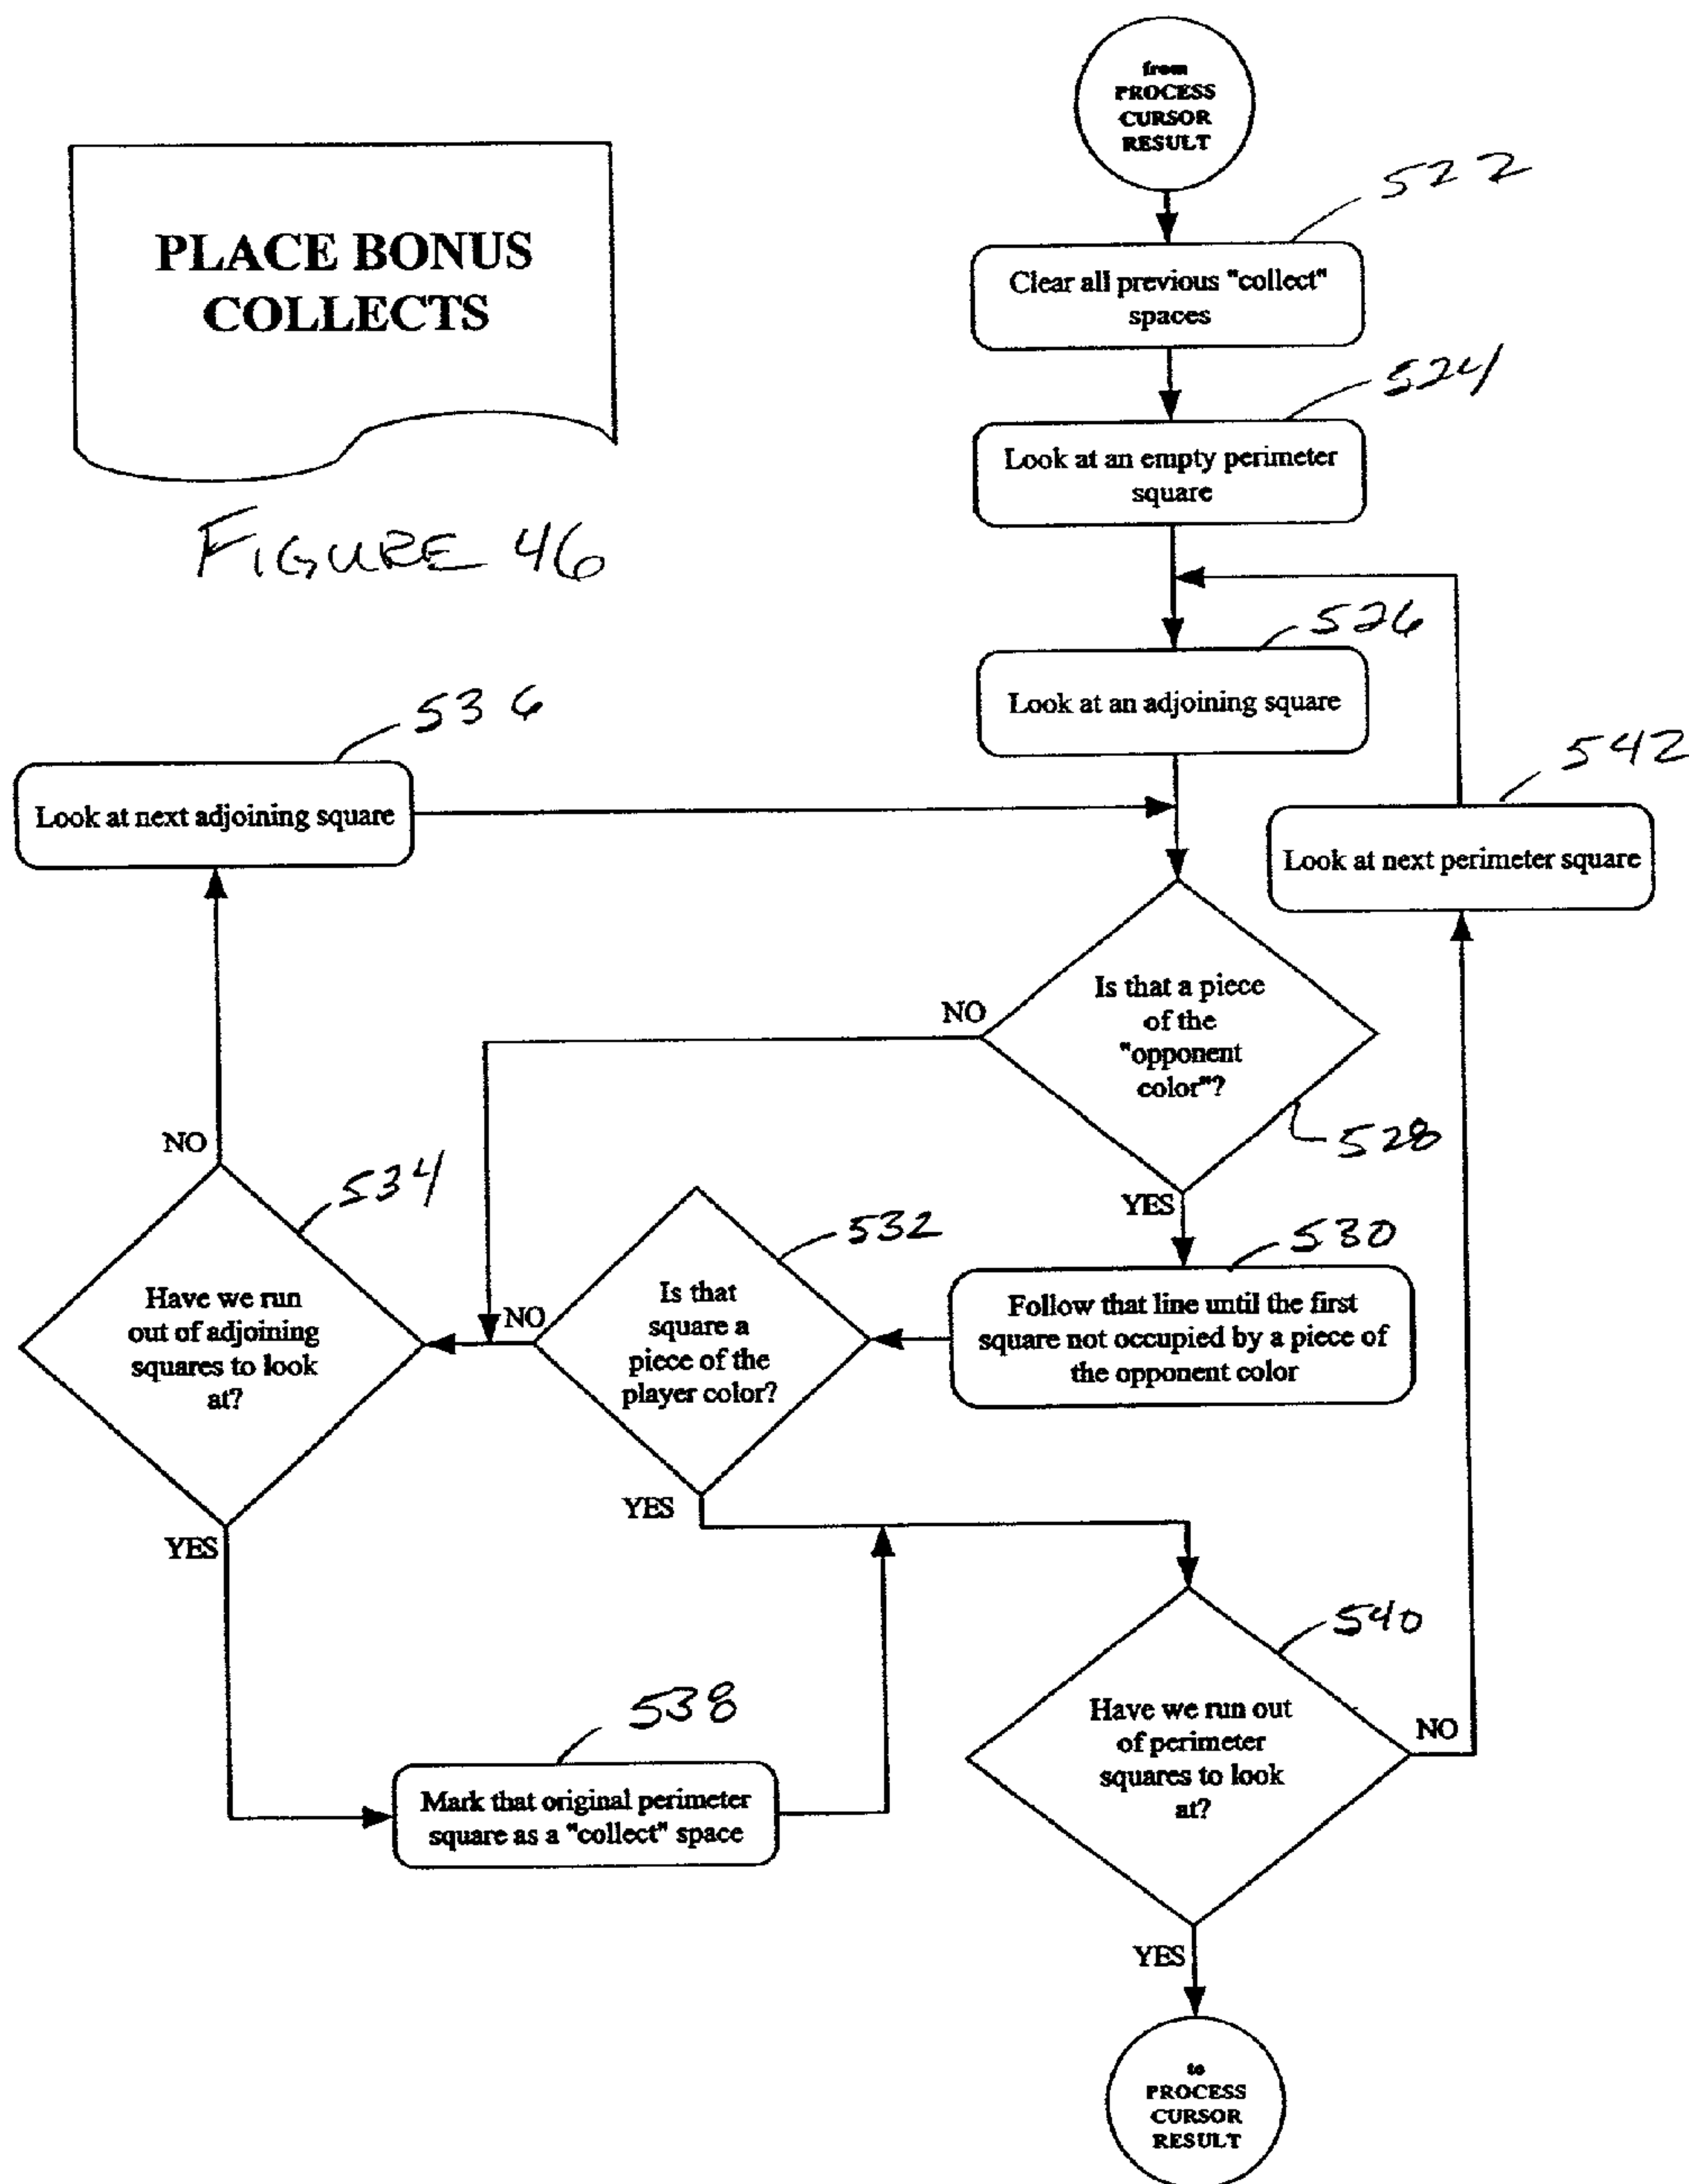 from
PROCESS
CURSOR
RESULT
PLACE BONUS
COLLECTS
FIGURE 46
522
Clear all previous "collect"
spaces
524
Look at an empty perimeter
square
526
Look at an adjoining square
536
Look at next adjoining square
542
Look at next perimeter square
Is that a piece
of the
"opponent
color"?
NO
528
YES
530
Follow that line until the first
square not occupied by a piece of
the opponent color
532
Is that
square a
piece of the
player color?
NO
YES
534
Have we run
out of adjoining
squares to look
at?
NO
YES
538
Mark that original perimeter
square as a "collect" space
540
Have we run out
of perimeter
squares to look
at?
NO
YES
to
PROCESS
CURSOR
RESULT